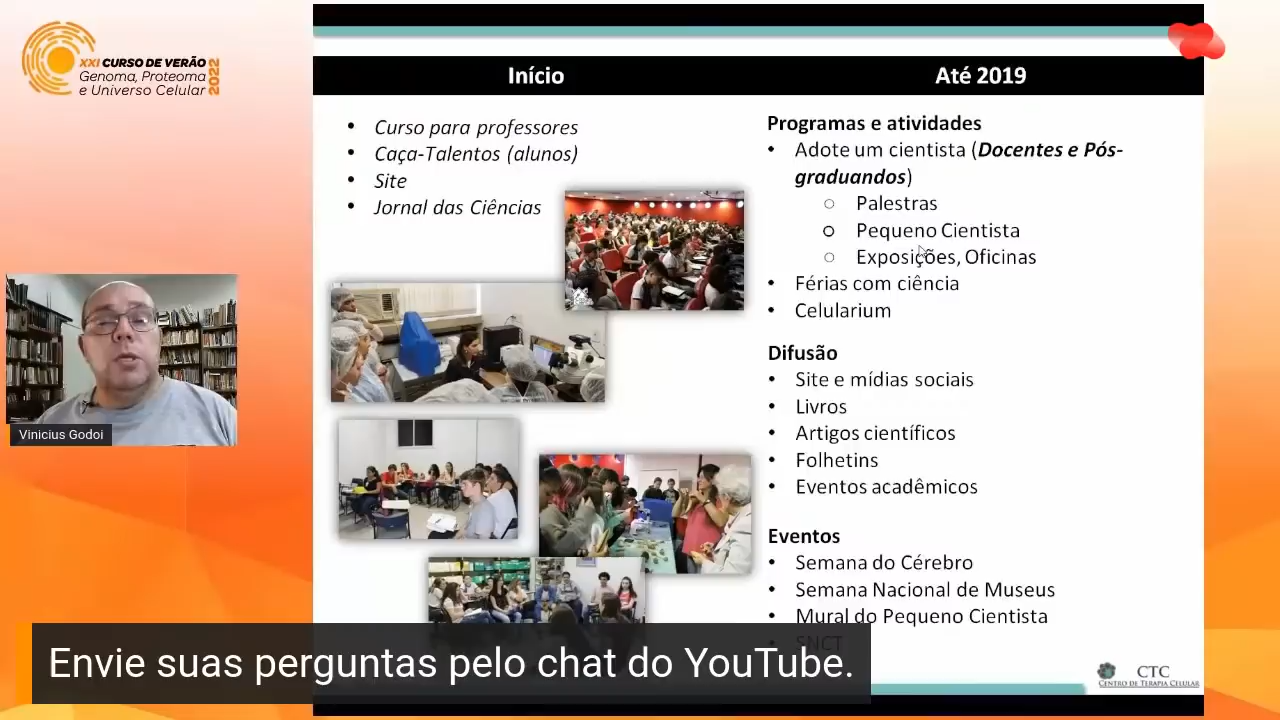 XXI CURSO DE VERÃO
Genoma, Proteoma
e Universo Celular
2022
Início
Até 2019
• Curso para professores
• Caça-Talentos (alunos)
• Site
• Jornal das Ciências
Programas e atividades
• Adote um cientista (Docentes e Pós-
graduandos)
○ Palestras
○ Pequeno Cientista
○ Exposições, Oficinas
• Férias com ciência
• Celularium
Difusão
• Site e mídias sociais
• Livros
• Artigos científicos
• Folhetins
• Eventos acadêmicos
Eventos
• Semana do Cérebro
• Semana Nacional de Museus
• Mural do Pequeno Cientista
• SNCT
Vinicius Godoi
Envie suas perguntas pelo chat do YouTube.
CTC
CENTRO DE TERAPIA CELULAR